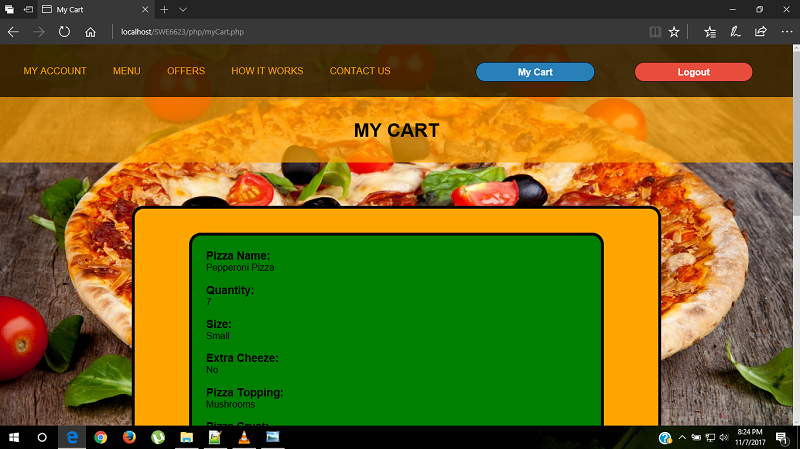 My Cart
localhost/SWE6623/php/myCart.php
MY ACCOUNT MENU OFFERS HOW IT WORKS CONTACT US My Cart Logout
MY CART
Pizza Name:
Pepperoni Pizza
Quantity:
7
Size:
Small
Extra Cheeze:
No
Pizza Topping:
Mushrooms
Pizza Crust:
8:24 PM
11/7/2017